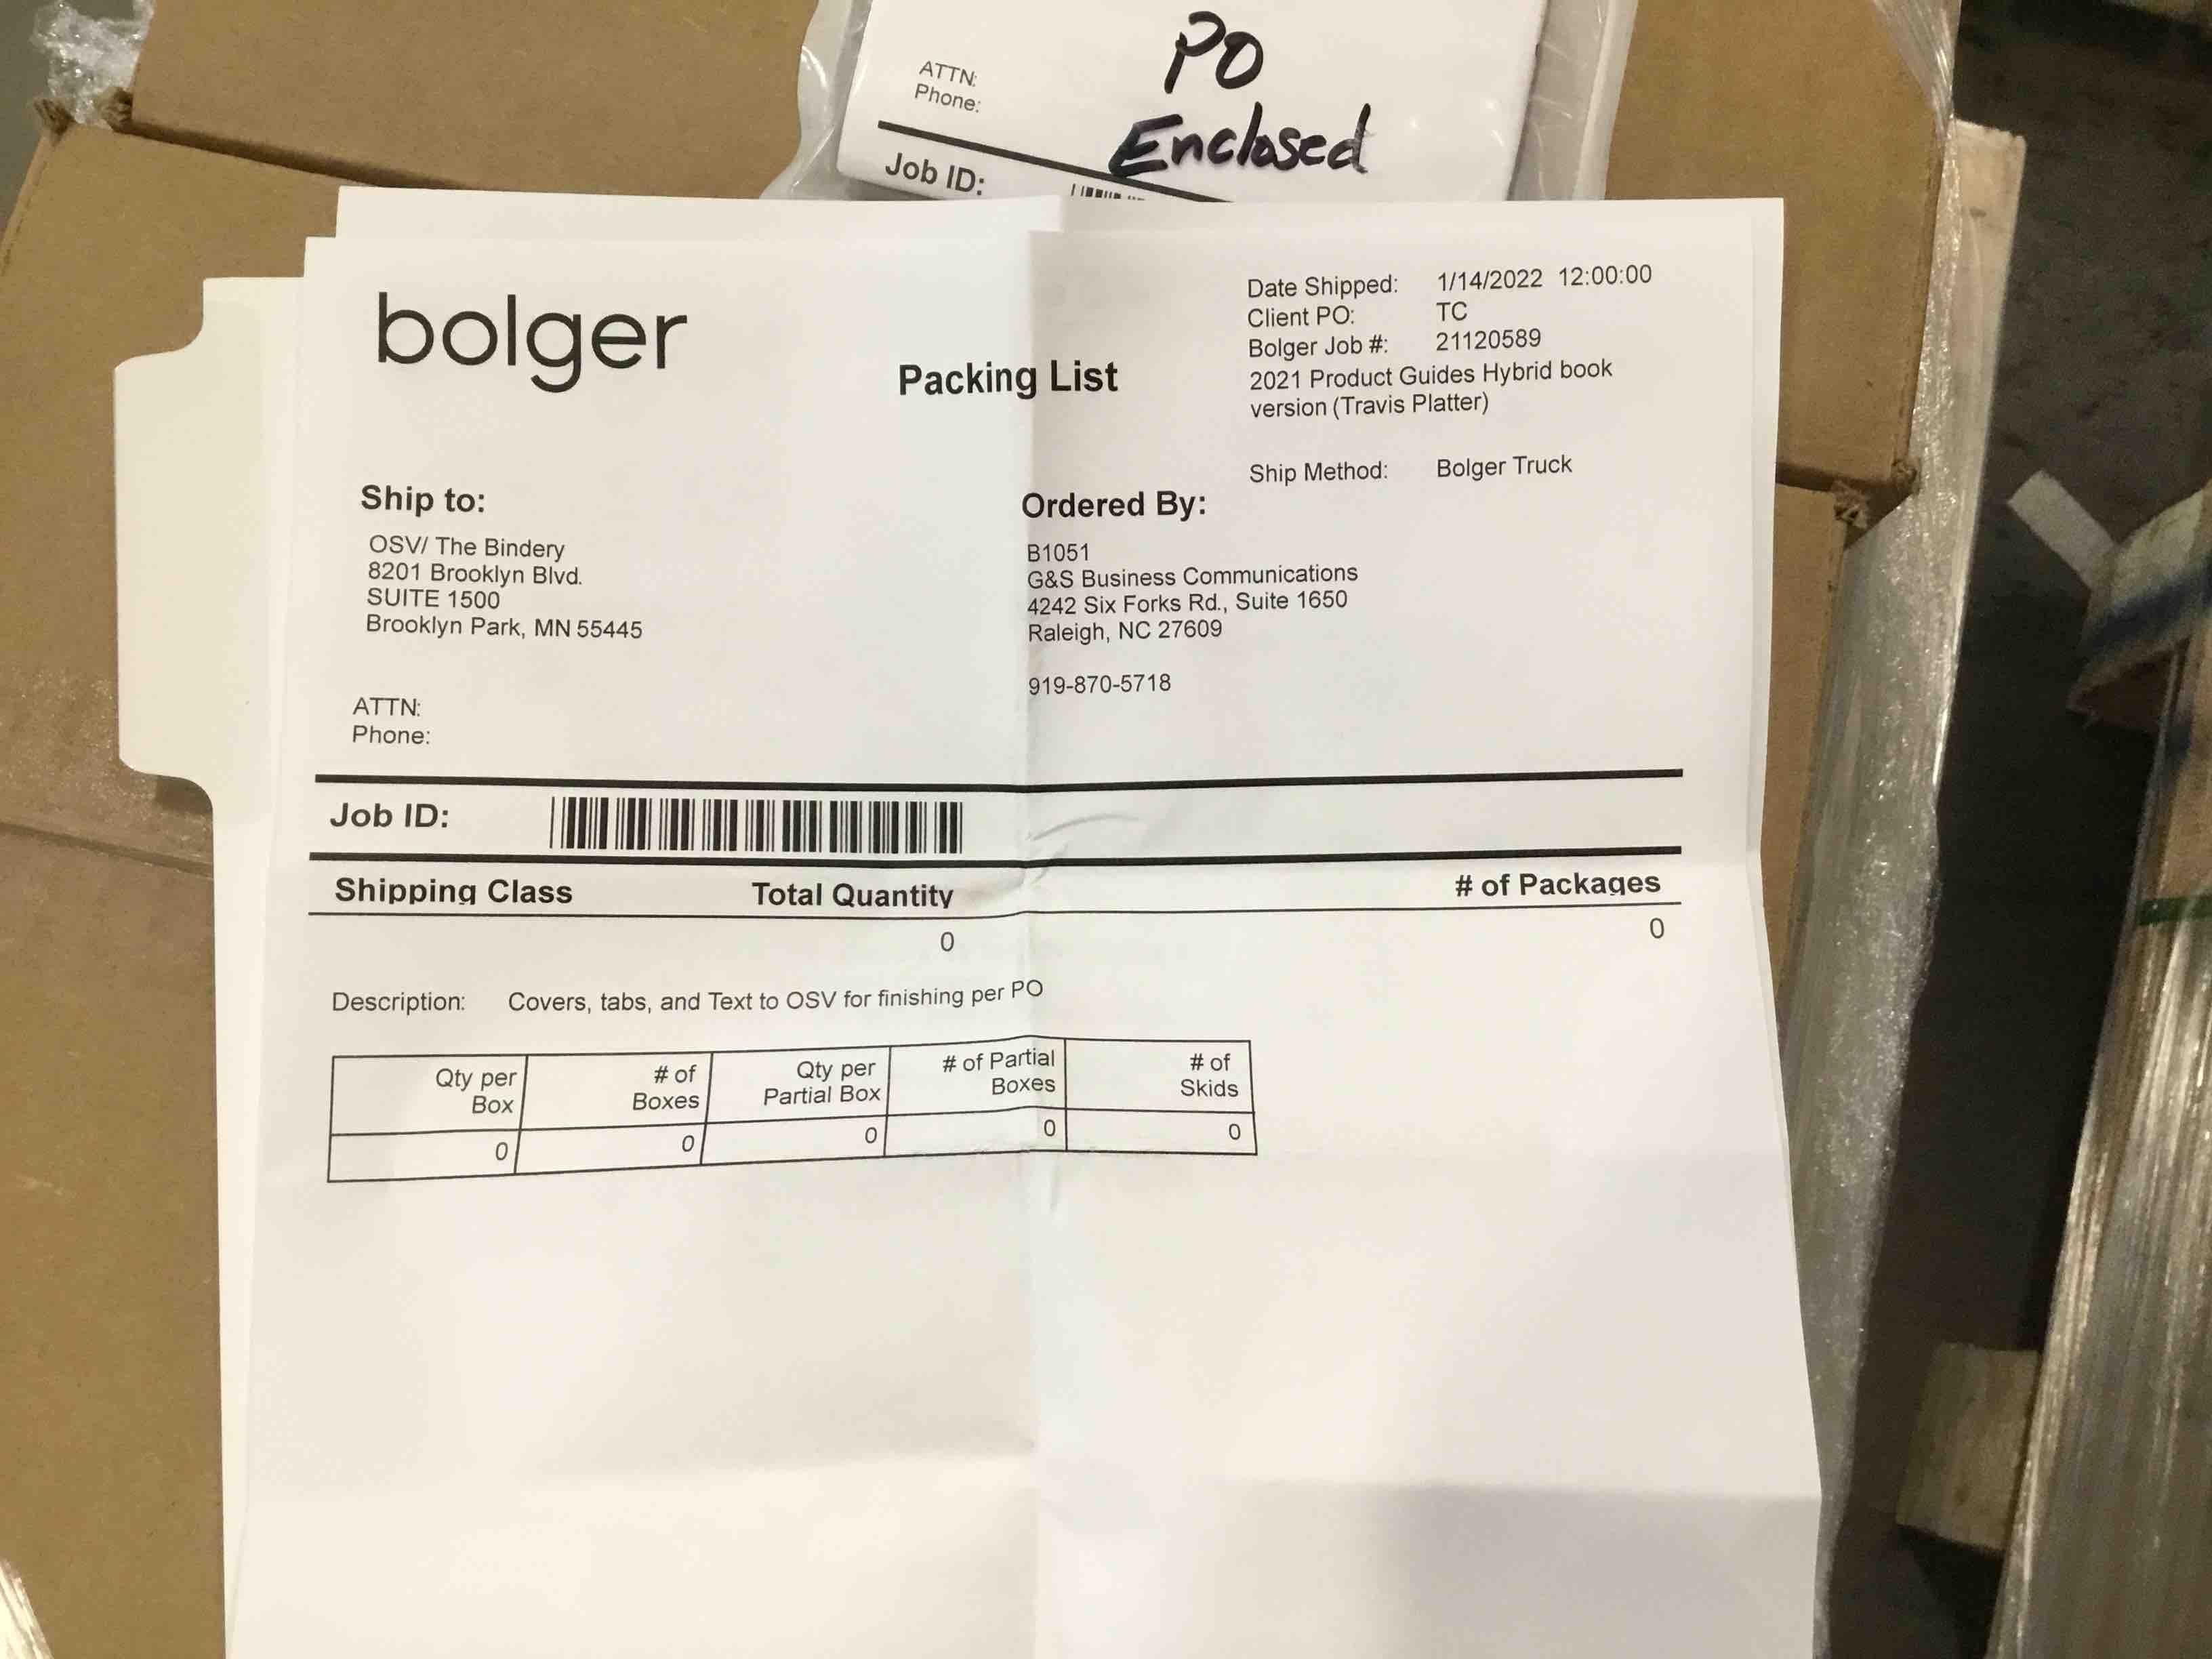 PO
Enclosed
ATTN:
Phone:
Job ID:
bolger
Packing List
Date Shipped: 1/14/2022 12:00:00
Client PO: TC
Bolger Job #: 21120589
2021 Product Guides Hybrid book
version (Travis Platter)
Ship Method: Bolger Truck
Ship to:
OSV/ The Bindery
8201 Brooklyn Blvd.
SUITE 1500
Brooklyn Park, MN 55445
ATTN:
Phone:
Ordered By:
B1051
G&S Business Communications
4242 Six Forks Rd., Suite 1650
Raleigh, NC 27609
919-870-5718
Job ID:
Shipping Class Total Quantity # of Packages
0 0
Description: Covers, tabs, and Text to OSV for finishing per PO
Qty per Box # of Boxes Qty per Partial Box # of Partial Boxes # of Skids
0 0 0 0 0